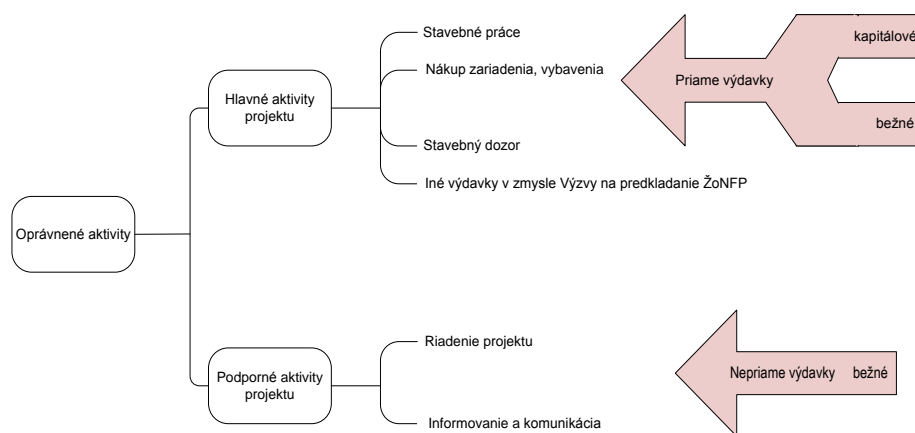 Stavebné práce
kapitálové
Nákup zariadenia, vybavenia
Priame výdavky
Hlavné aktivity
projektu
bežné
Stavebný dozor
Iné výdavky v zmysle Výzvy na predkladanie ŽoNFP
Oprávnené aktivity
Riadenie projektu
Podporné aktivity
projektu
Nepriame výdavky bežné
Informovanie a komunikácia